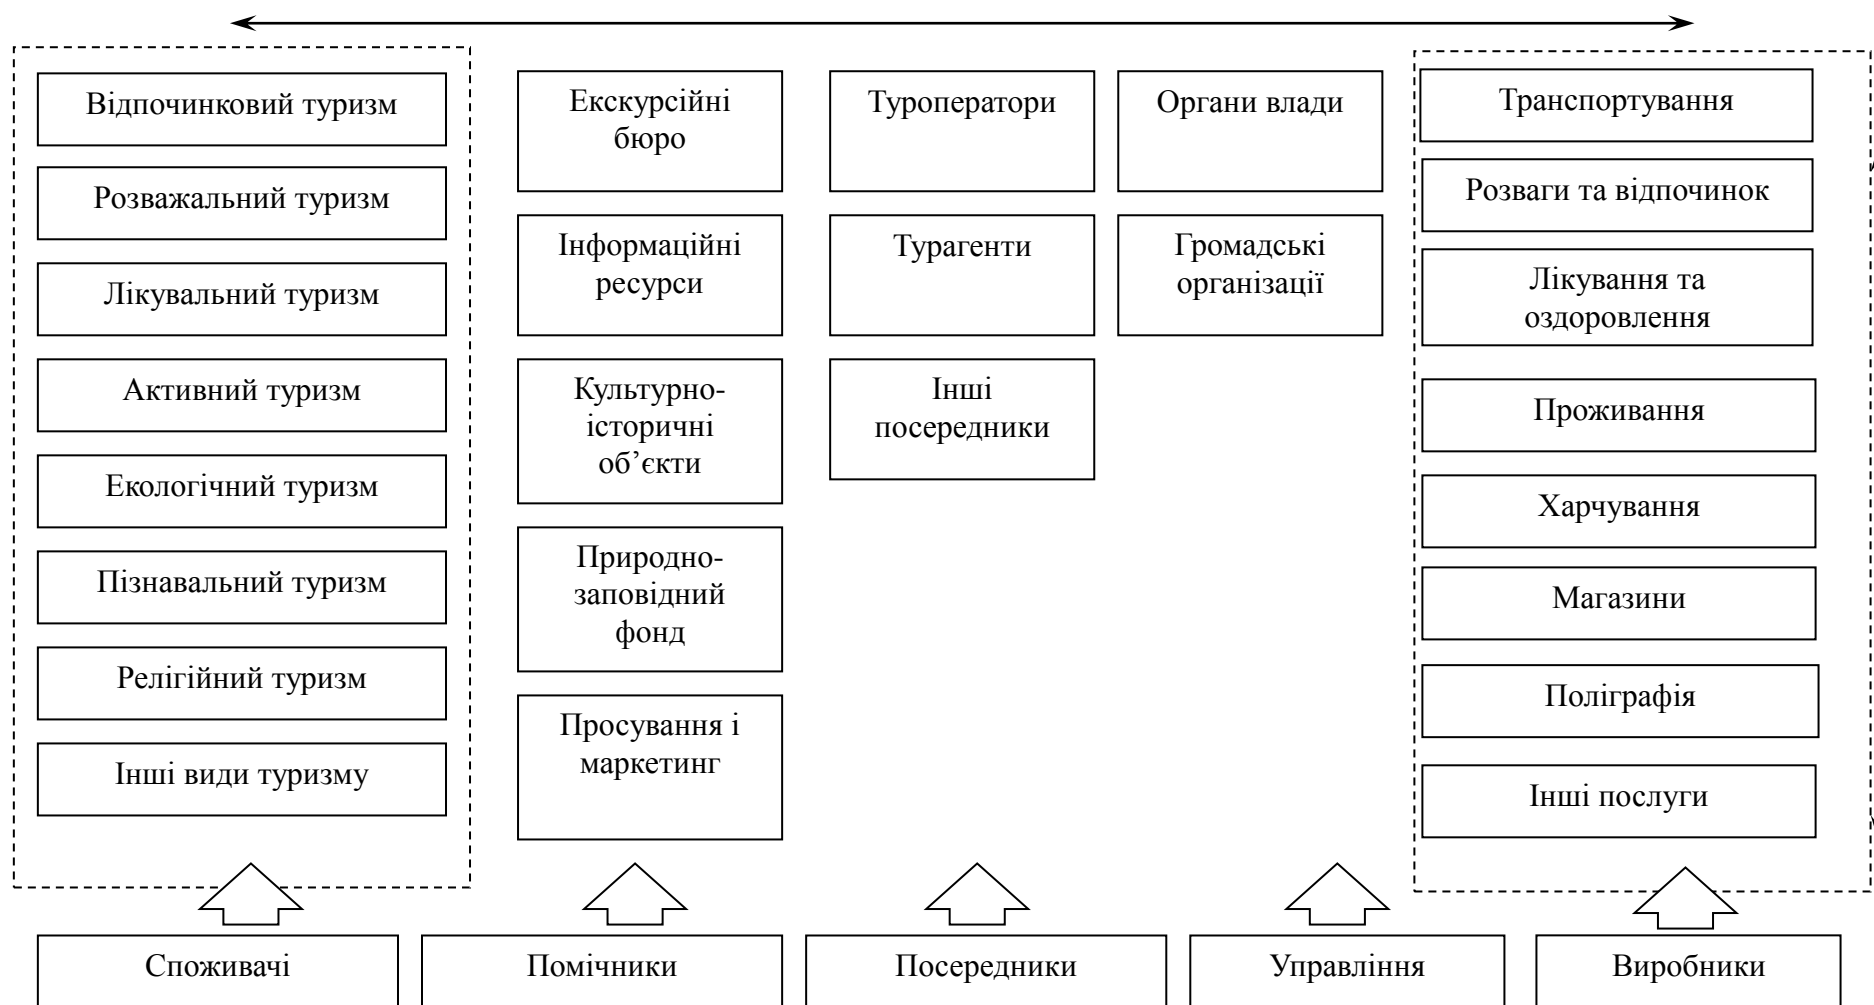 Відпочинковий туризм
Розважальний туризм
Лікувальний туризм
Активний туризм
Екологічний туризм
Пізнавальний туризм
Релігійний туризм
Інші види туризму
Екскурсійні
бюро
Інформаційні
ресурси
Культурно-
історичні
об’єкти
Природно-
заповідний
фонд
Просування і
маркетинг
Туроператори
Турагенти
Інші
посередники
Органи влади
Громадські
організації
Транспортування
Розваги та відпочинок
Лікування та
оздоровлення
Проживання
Харчування
Магазини
Поліграфія
Інші послуги
Споживачі
Помічники
Посередники
Управління
Виробники